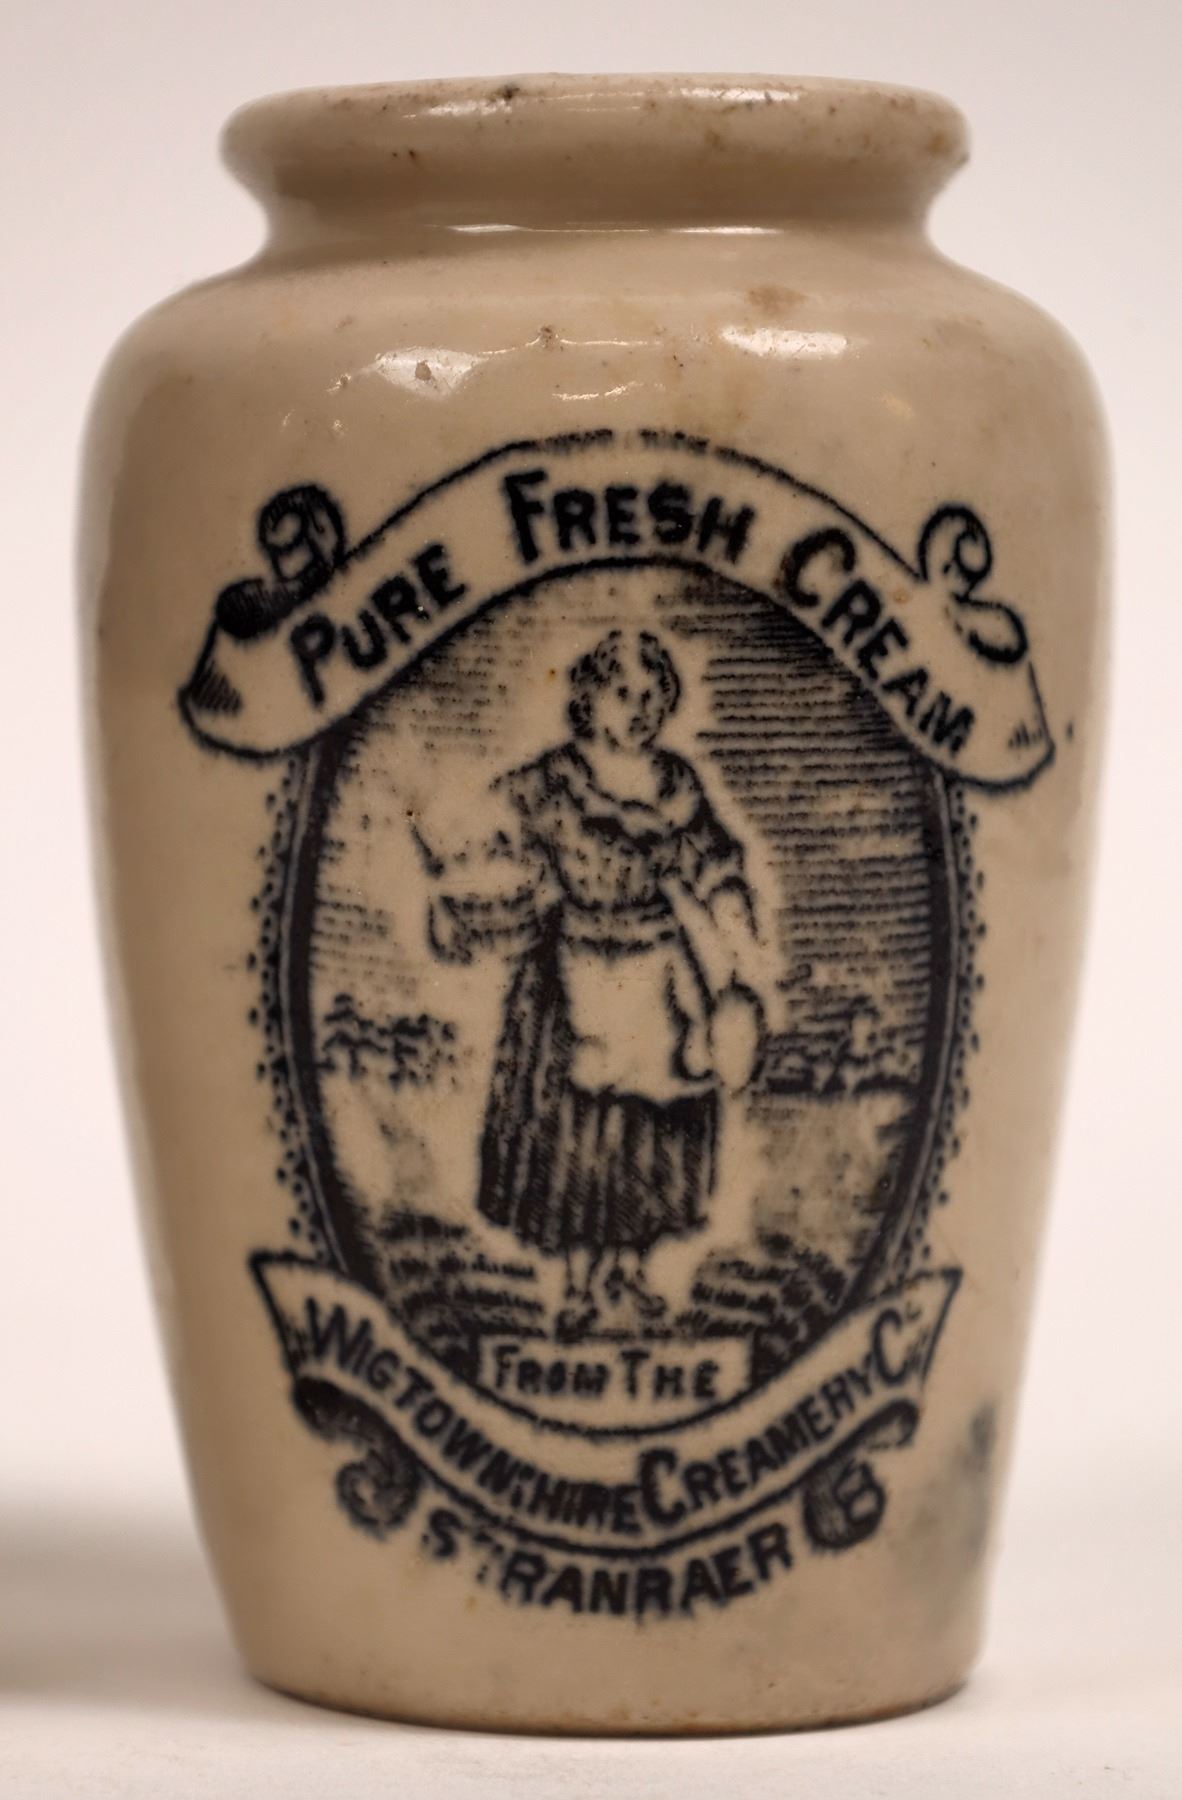 PURE FRESH CREAM
FROM THE
WIGTOWNSHIRE CREAMERY Co
STRANRAER